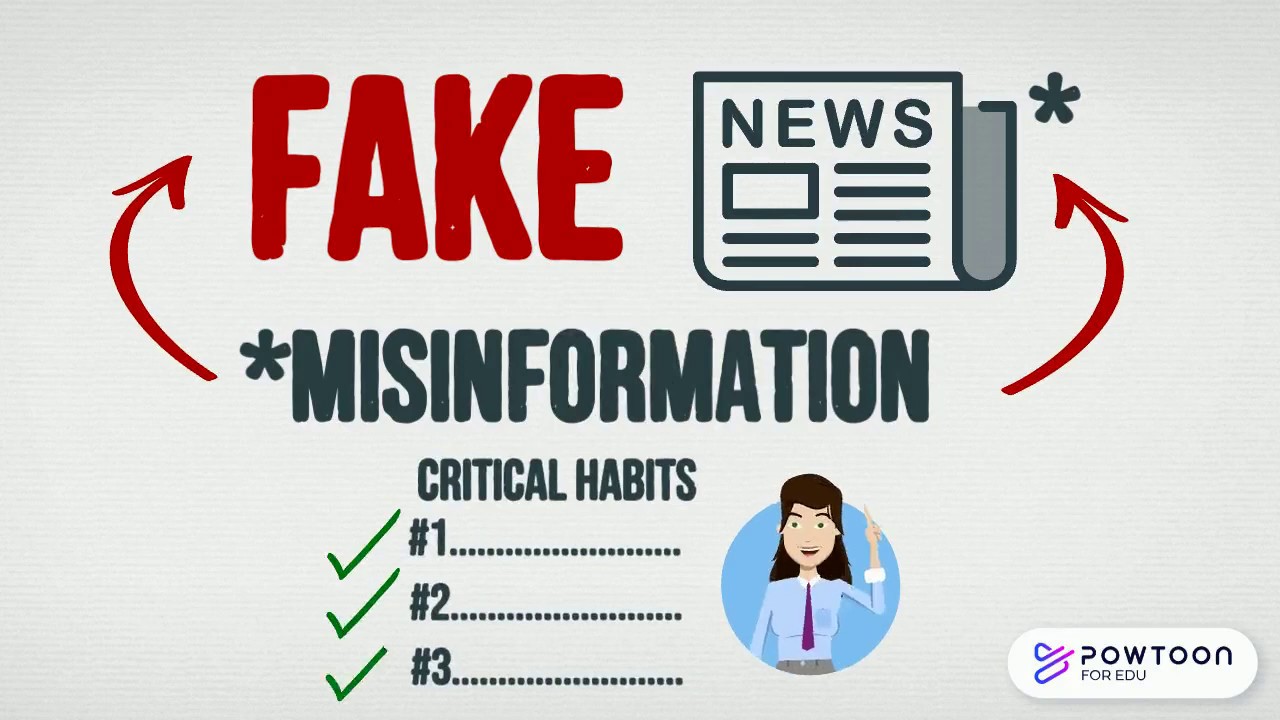 FAKE NEWS*
*MISINFORMATION
CRITICAL HABITS
#1.........................
#2.........................
#3.........................
POWTOON
FOR EDU